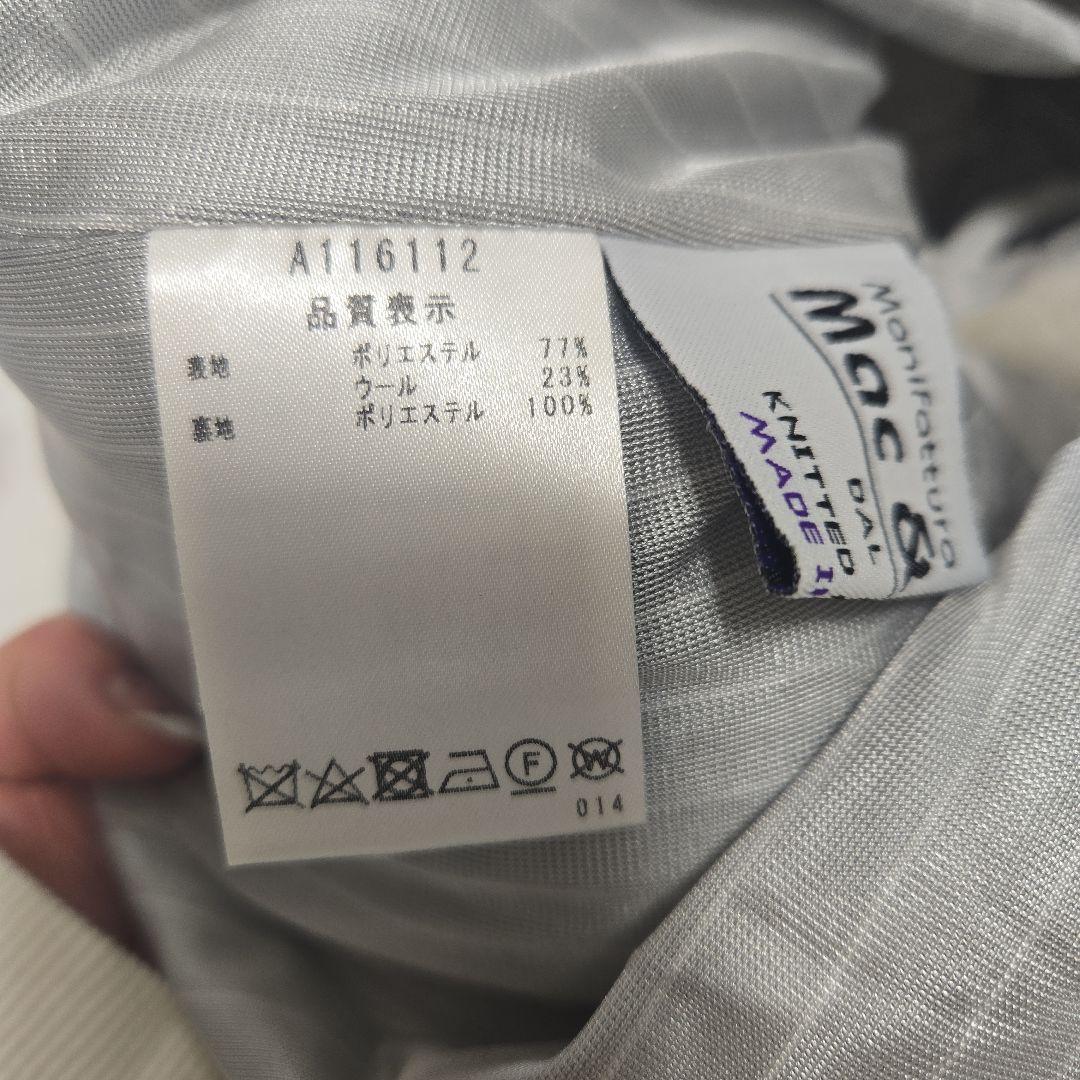 A116112
品質表示
表地 ポリエステル 77%
ウール 23%
裏地 ポリエステル 100%
F
W
014
Manifattura
Mac
DAL
KNITTED
MADE